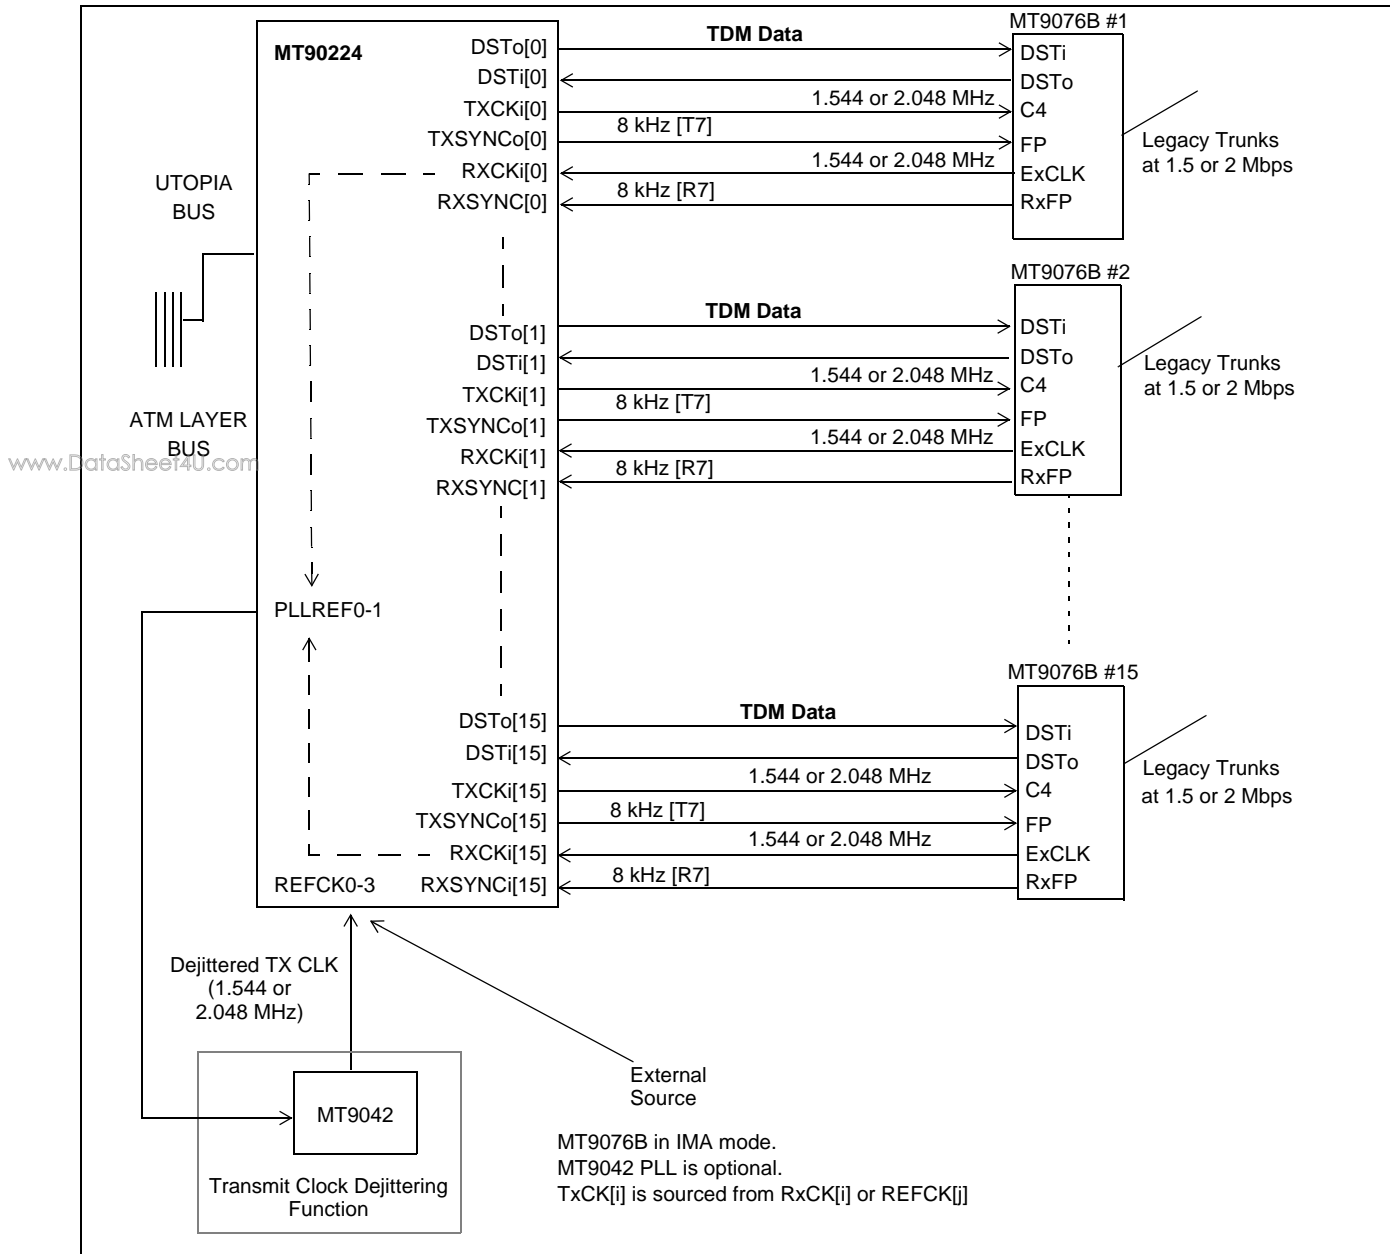 MT90224
DSTo[0]
DSTi[0]
TXCKi[0]
TXSYNCo[0]
RXCKi[0]
RXSYNC[0]
TDM Data
1.544 or 2.048 MHz
8 kHz [T7]
1.544 or 2.048 MHz
8 kHz [R7]
MT9076B #1
DSTi
DSTo
C4
FP
ExCLK
RxFP
Legacy Trunks
at 1.5 or 2 Mbps
UTOPIA
BUS
ATM LAYER
BUS
www.DataSheet4U.com
DSTo[1]
DSTi[1]
TXCKi[1]
TXSYNCo[1]
RXCKi[1]
RXSYNC[1]
TDM Data
1.544 or 2.048 MHz
8 kHz [T7]
1.544 or 2.048 MHz
8 kHz [R7]
MT9076B #2
DSTi
DSTo
C4
FP
ExCLK
RxFP
Legacy Trunks
at 1.5 or 2 Mbps
PLLREF0-1
DSTo[15]
DSTi[15]
TXCKi[15]
TXSYNCo[15]
RXCKi[15]
RXSYNCi[15]
REFCK0-3
TDM Data
1.544 or 2.048 MHz
8 kHz [T7]
1.544 or 2.048 MHz
8 kHz [R7]
MT9076B #15
DSTi
DSTo
C4
FP
ExCLK
RxFP
Legacy Trunks
at 1.5 or 2 Mbps
Dejittered TX CLK
(1.544 or
2.048 MHz)
MT9042
Transmit Clock Dejittering
Function
External
Source
MT9076B in IMA mode.
MT9042 PLL is optional.
TxCK[i] is sourced from RxCK[i] or REFCK[j]